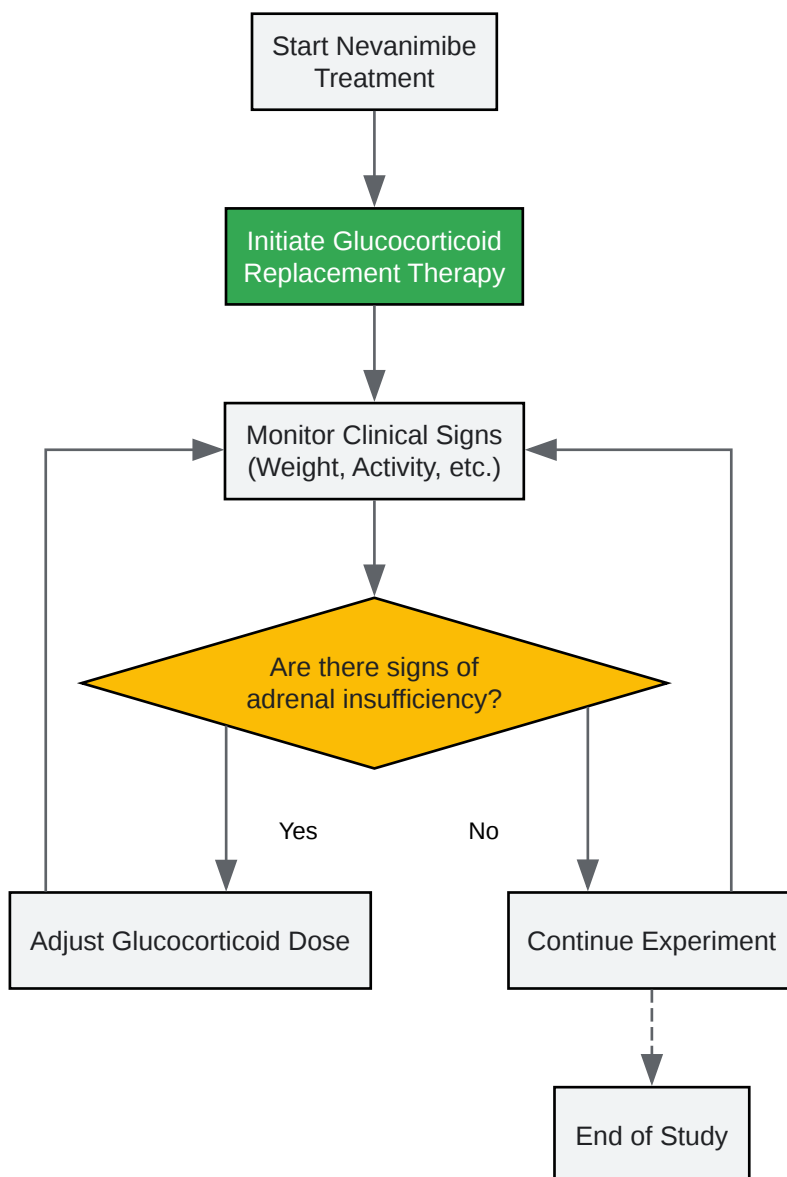 Start Nevanimibe
Treatment
Initiate Glucocorticoid
Replacement Therapy
Monitor Clinical Signs
(Weight, Activity, etc.)
Are there signs of
adrenal insufficiency?
Yes
No
Adjust Glucocorticoid Dose
Continue Experiment
End of Study